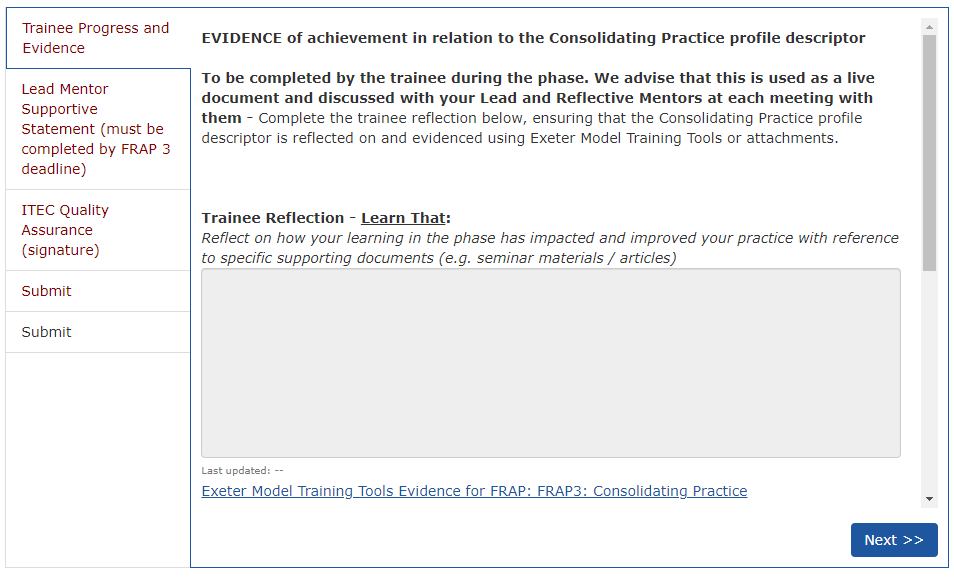 Trainee Progress and
Evidence
Lead Mentor
Supportive
Statement (must be
completed by FRAP 3
deadline)
ITEC Quality
Assurance
(signature)
Submit
Submit
EVIDENCE of achievement in relation to the Consolidating Practice profile descriptor
To be completed by the trainee during the phase. We advise that this is used as a live
document and discussed with your Lead and Reflective Mentors at each meeting with
them - Complete the trainee reflection below, ensuring that the Consolidating Practice profile
descriptor is reflected on and evidenced using Exeter Model Training Tools or attachments.
Trainee Reflection - Learn That:
Reflect on how your learning in the phase has impacted and improved your practice with reference
to specific supporting documents (e.g. seminar materials / articles)
Last updated: --
Exeter Model Training Tools Evidence for FRAP: FRAP3: Consolidating Practice
Next >>